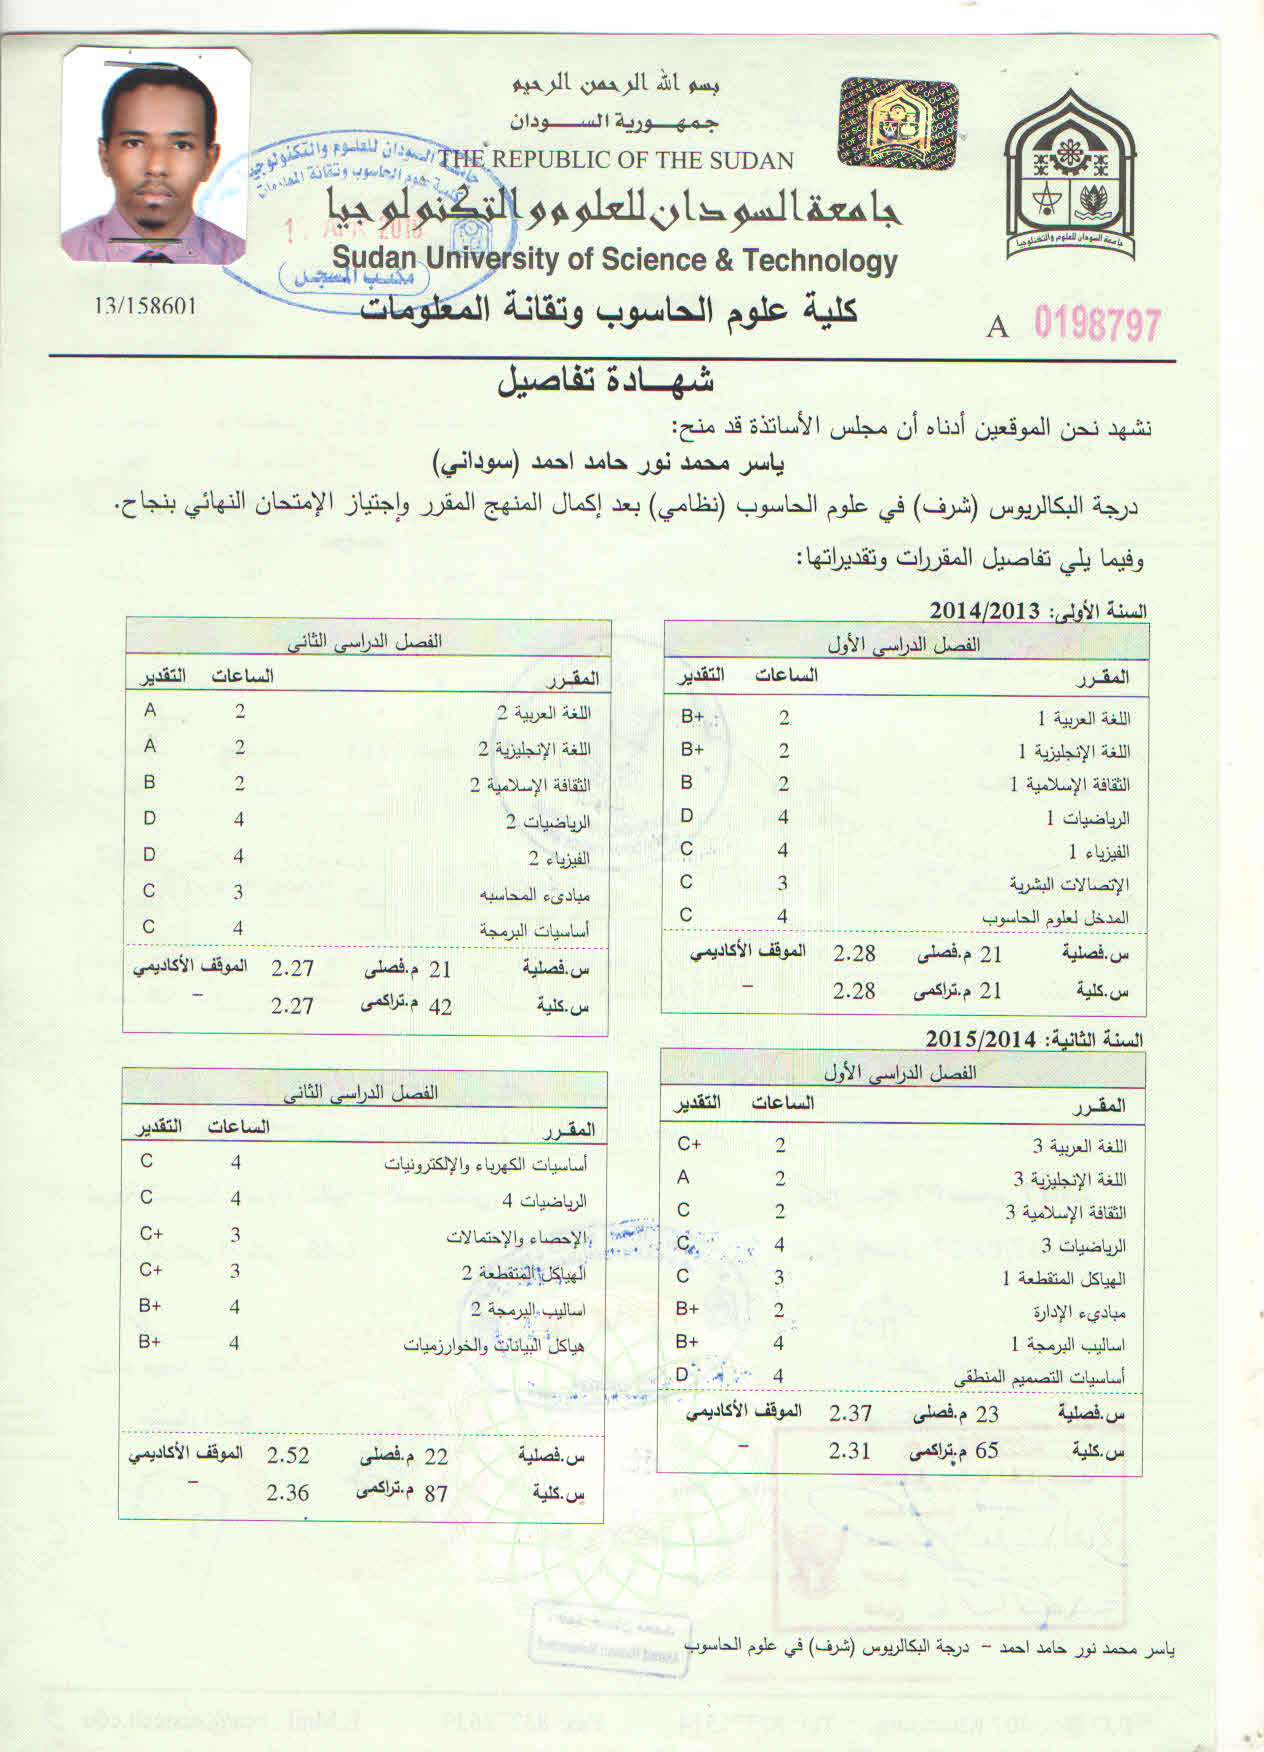 بسم الله الرحمن الرحيم
جمهورية السودان
THE REPUBLIC OF THE SUDAN
جامعة السودان للعلوم والتكنولوجيا
Sudan University of Science & Technology
كلية علوم الحاسوب وتقانة المعلومات
جامعة السودان للعلوم والتكنولوجيا
كلية علوم الحاسوب وتقانة المعلومات
مكتب المسجل
13/158601
A 0198797
شهادة تفاصيل
نشهد نحن الموقعين أدناه أن مجلس الأساتذة قد منح:
ياسر محمد نور حامد احمد (سوداني)
درجة البكالريوس (شرف) في علوم الحاسوب (نظامي) بعد إكمال المنهج المقرر وإجتياز الإمتحان النهائي بنجاح.
وفيما يلي تفاصيل المقررات وتقديراتها:
السنة الأولى: 2014/2013
الفصل الدراسي الأول
المقرر الساعات التقدير
اللغة العربية 1 2 B+
اللغة الإنجليزية 1 2 B+
الثقافة الإسلامية 1 2 B
الرياضيات 1 4 D
الفيزياء 1 4 C
الإتصالات البشرية 3 C
المدخل لعلوم الحاسوب 4 C
س.فصلية 21 م.فصلى 2.28 الموقف الأكاديمي
س.كلية 21 م.تراكمى 2.28 –
الفصل الدراسي الثاني
المقرر الساعات التقدير
اللغة العربية 2 2 A
اللغة الإنجليزية 2 2 A
الثقافة الإسلامية 2 2 B
الرياضيات 2 4 D
الفيزياء 2 4 D
مبادىء المحاسبه 3 C
أساسيات البرمجة 4 C
س.فصلية 21 م.فصلى 2.27 الموقف الأكاديمي
س.كلية 42 م.تراكمى 2.27 –
السنة الثانية: 2015/2014
الفصل الدراسي الأول
المقرر الساعات التقدير
اللغة العربية 3 2 C+
اللغة الإنجليزية 3 2 A
الثقافة الإسلامية 3 2 C
الرياضيات 3 4 C
الهياكل المتقطعة 1 3 C
مباديء الإدارة 2 B+
اساليب البرمجة 1 4 B+
أساسيات التصميم المنطقى 4 D
س.فصلية 23 م.فصلى 2.37 الموقف الأكاديمي
س.كلية 65 م.تراكمى 2.31 –
الفصل الدراسي الثاني
المقرر الساعات التقدير
أساسيات الكهرباء والإلكترونيات 4 C
الرياضيات 4 4 C
الإحصاء والإحتمالات 3 C+
الهياكل المتقطعة 2 3 C+
اساليب البرمجة 2 4 B+
هياكل البيانات والخوارزميات 4 B+
س.فصلية 22 م.فصلى 2.52 الموقف الأكاديمي
س.كلية 87 م.تراكمى 2.36 –
ياسر محمد نور حامد احمد – درجة البكالريوس (شرف) في علوم الحاسوب